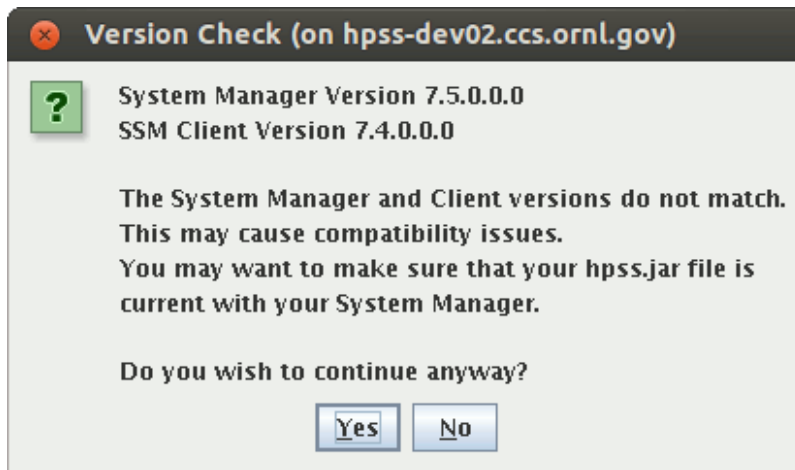 Version Check (on hpss-dev02.ccs.ornl.gov)
? System Manager Version 7.5.0.0.0
SSM Client Version 7.4.0.0.0
The System Manager and Client versions do not match.
This may cause compatibility issues.
You may want to make sure that your hpss.jar file is
current with your System Manager.
Do you wish to continue anyway?
Yes No